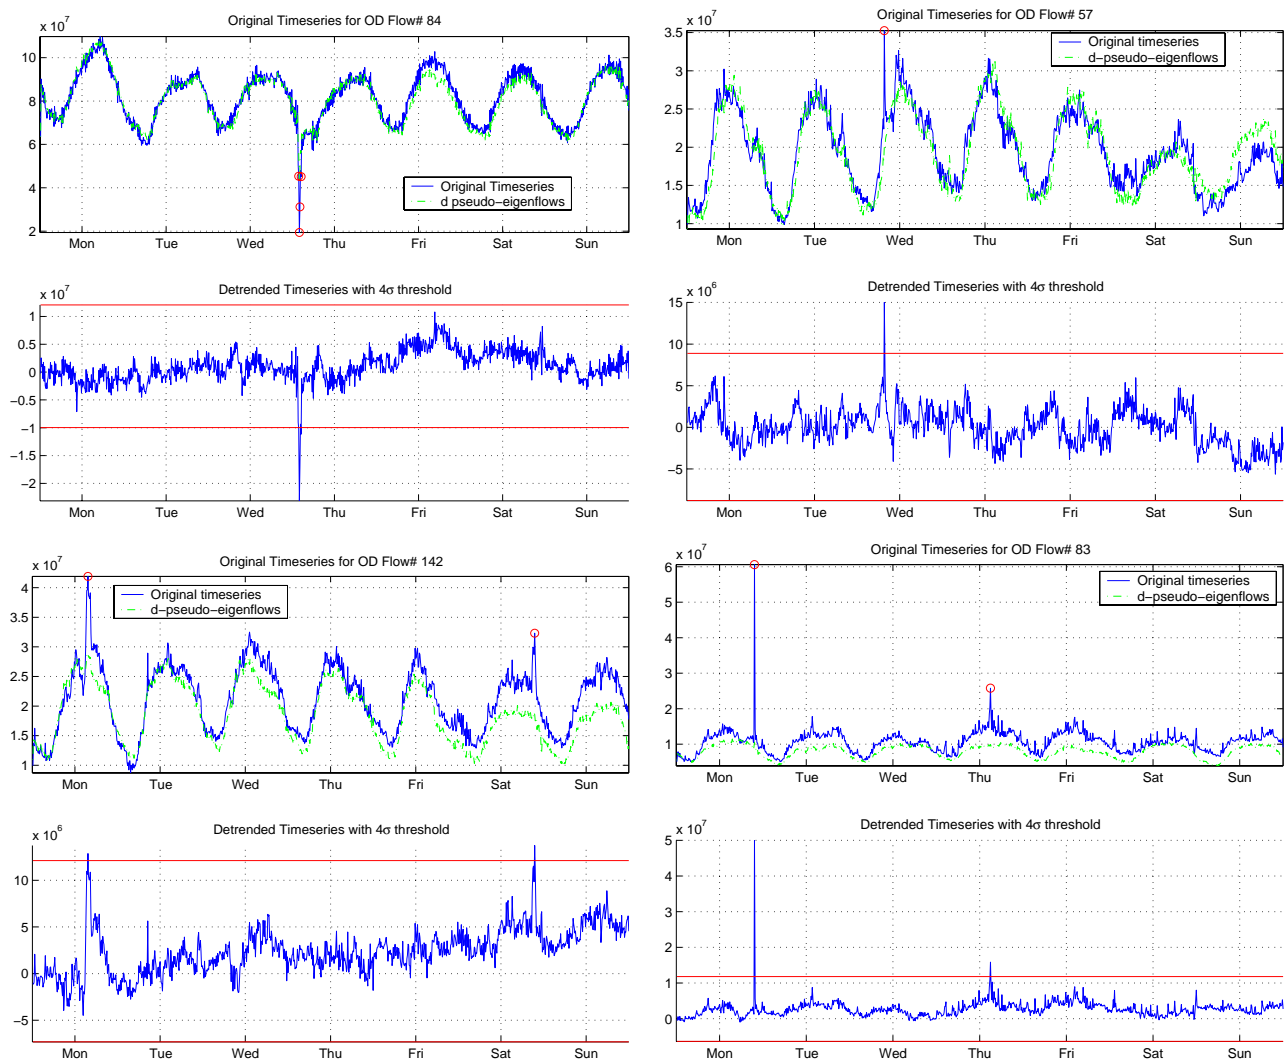 Original Timeseries for OD Flow# 84
x 10^7
10
8
6
4
2
Original Timeseries
d pseudo-eigenflows
Mon Tue Wed Thu Fri Sat Sun
Detrended Timeseries with 4σ threshold
x 10^7
1
0.5
0
-0.5
-1
-1.5
-2
Mon Tue Wed Thu Fri Sat Sun
Original Timeseries for OD Flow# 57
x 10^7
3.5
3
2.5
2
1.5
1
Original timeseries
d-pseudo-eigenflows
Mon Tue Wed Thu Fri Sat Sun
Detrended Timeseries with 4σ threshold
x 10^6
15
10
5
0
-5
Mon Tue Wed Thu Fri Sat Sun
Original Timeseries for OD Flow# 142
x 10^7
4
3.5
3
2.5
2
1.5
1
Original timeseries
d-pseudo-eigenflows
Mon Tue Wed Thu Fri Sat Sun
Detrended Timeseries with 4σ threshold
x 10^6
10
5
0
-5
Mon Tue Wed Thu Fri Sat Sun
Original Timeseries for OD Flow# 83
x 10^7
6
5
4
3
2
1
Original timeseries
d-pseudo-eigenflows
Mon Tue Wed Thu Fri Sat Sun
Detrended Timeseries with 4σ threshold
x 10^7
5
4
3
2
1
0
Mon Tue Wed Thu Fri Sat Sun